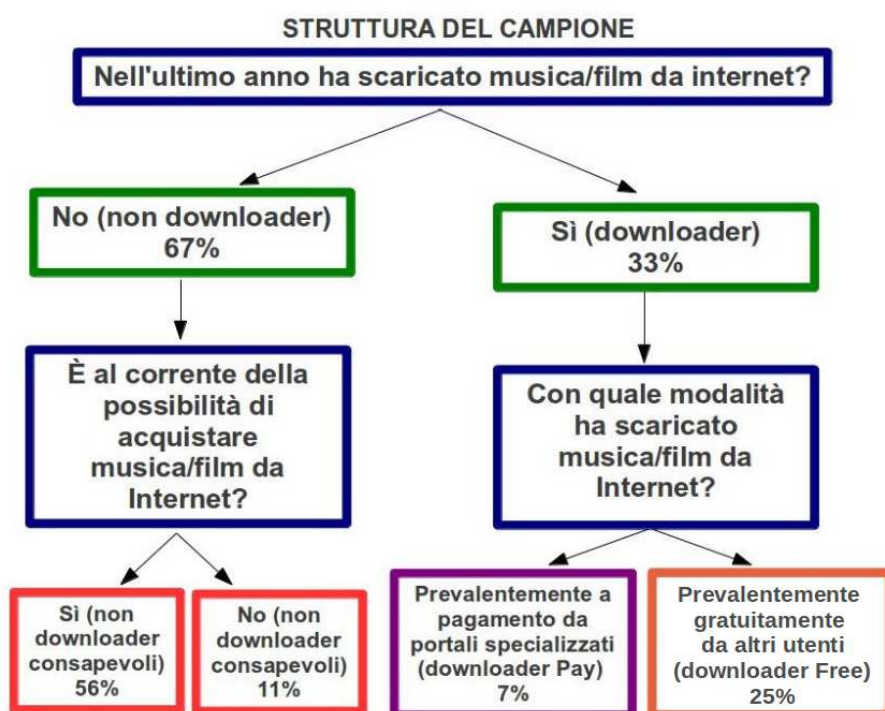 STRUTTURA DEL CAMPIONE
Nell'ultimo anno ha scaricato musica/film da internet?
No (non downloader)
67%
Sì (downloader)
33%
È al corrente della
possibilità di
acquistare
musica/film da
Internet?
Con quale modalità
ha scaricato
musica/film da
Internet?
Sì (non
downloader
consapevoli)
56%
No (non
downloader
consapevoli)
11%
Prevalentemente a
pagamento da
portali specializzati
(downloader Pay)
7%
Prevalentemente
gratuitamente
da altri utenti
(downloader Free)
25%